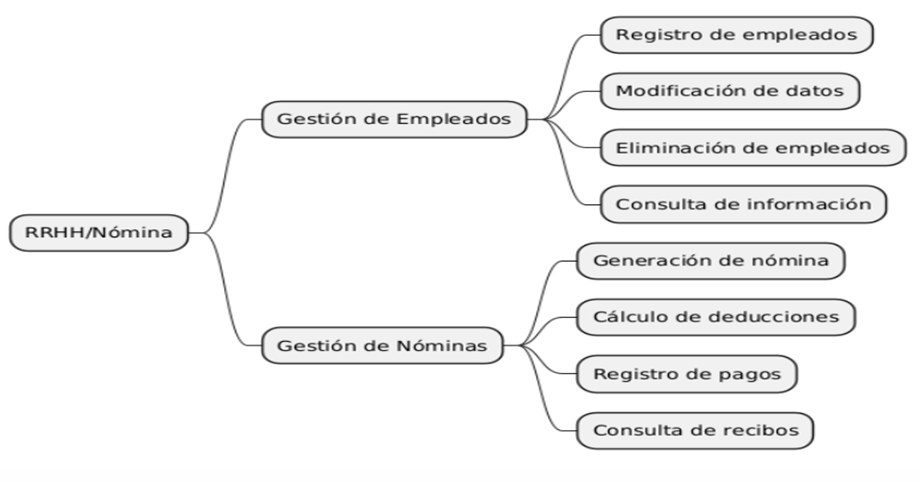 RRHH/Nómina
Gestión de Empleados
Registro de empleados
Modificación de datos
Eliminación de empleados
Consulta de información
Gestión de Nóminas
Generación de nómina
Cálculo de deducciones
Registro de pagos
Consulta de recibos